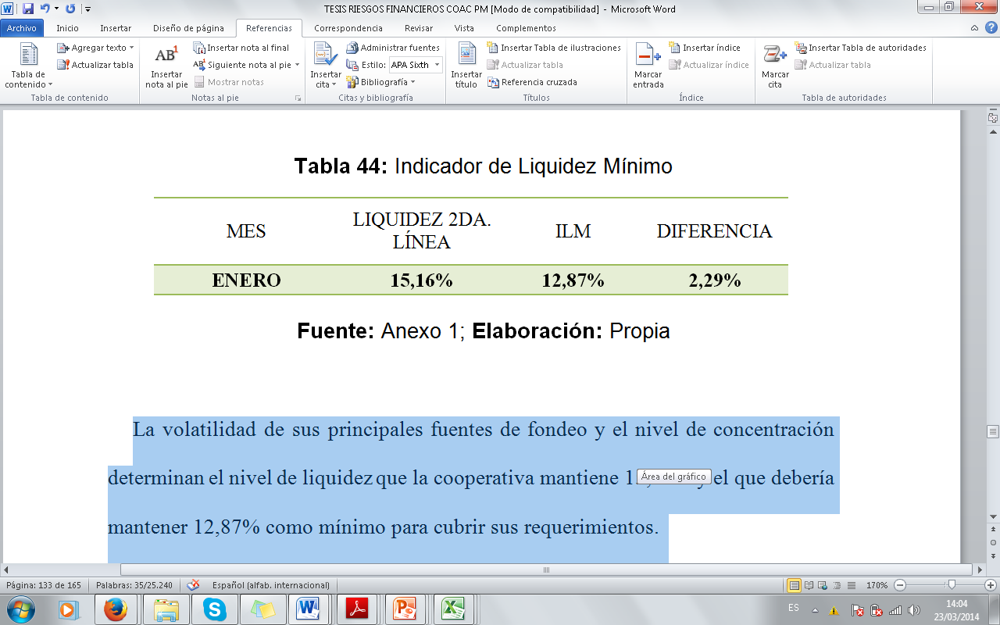 TESIS RIESGOS FINANCIEROS COAC PM [Modo de compatibilidad] - Microsoft Word
Archivo Inicio Insertar Diseño de página Referencias Correspondencia Revisar Vista Complementos
Tabla de contenido
Agregar texto
Actualizar tabla
Tabla de contenido
AB1
Insertar nota al pie
Insertar nota al final
Siguiente nota al pie
Mostrar notas
Notas al pie
Insertar cita
Administrar fuentes
Estilo: APA Sixth
Bibliografía
Citas y bibliografía
Insertar título
Insertar Tabla de ilustraciones
Actualizar tabla
Referencia cruzada
Títulos
Marcar entrada
Insertar índice
Actualizar índice
Índice
Marcar cita
Insertar Tabla de autoridades
Actualizar tabla
Tabla de autoridades
Tabla 44: Indicador de Liquidez Mínimo
MES LIQUIDEZ 2DA. LÍNEA ILM DIFERENCIA
ENERO 15,16% 12,87% 2,29%
Fuente: Anexo 1; Elaboración: Propia
La volatilidad de sus principales fuentes de fondeo y el nivel de concentración
determinan el nivel de liquidez que la cooperativa mantiene Área del gráfico el que debería
mantener 12,87% como mínimo para cubrir sus requerimientos.
Página: 133 de 165 Palabras: 35/25.240 Español (alfab. internacional) 170%
ES 14:04
23/03/2014